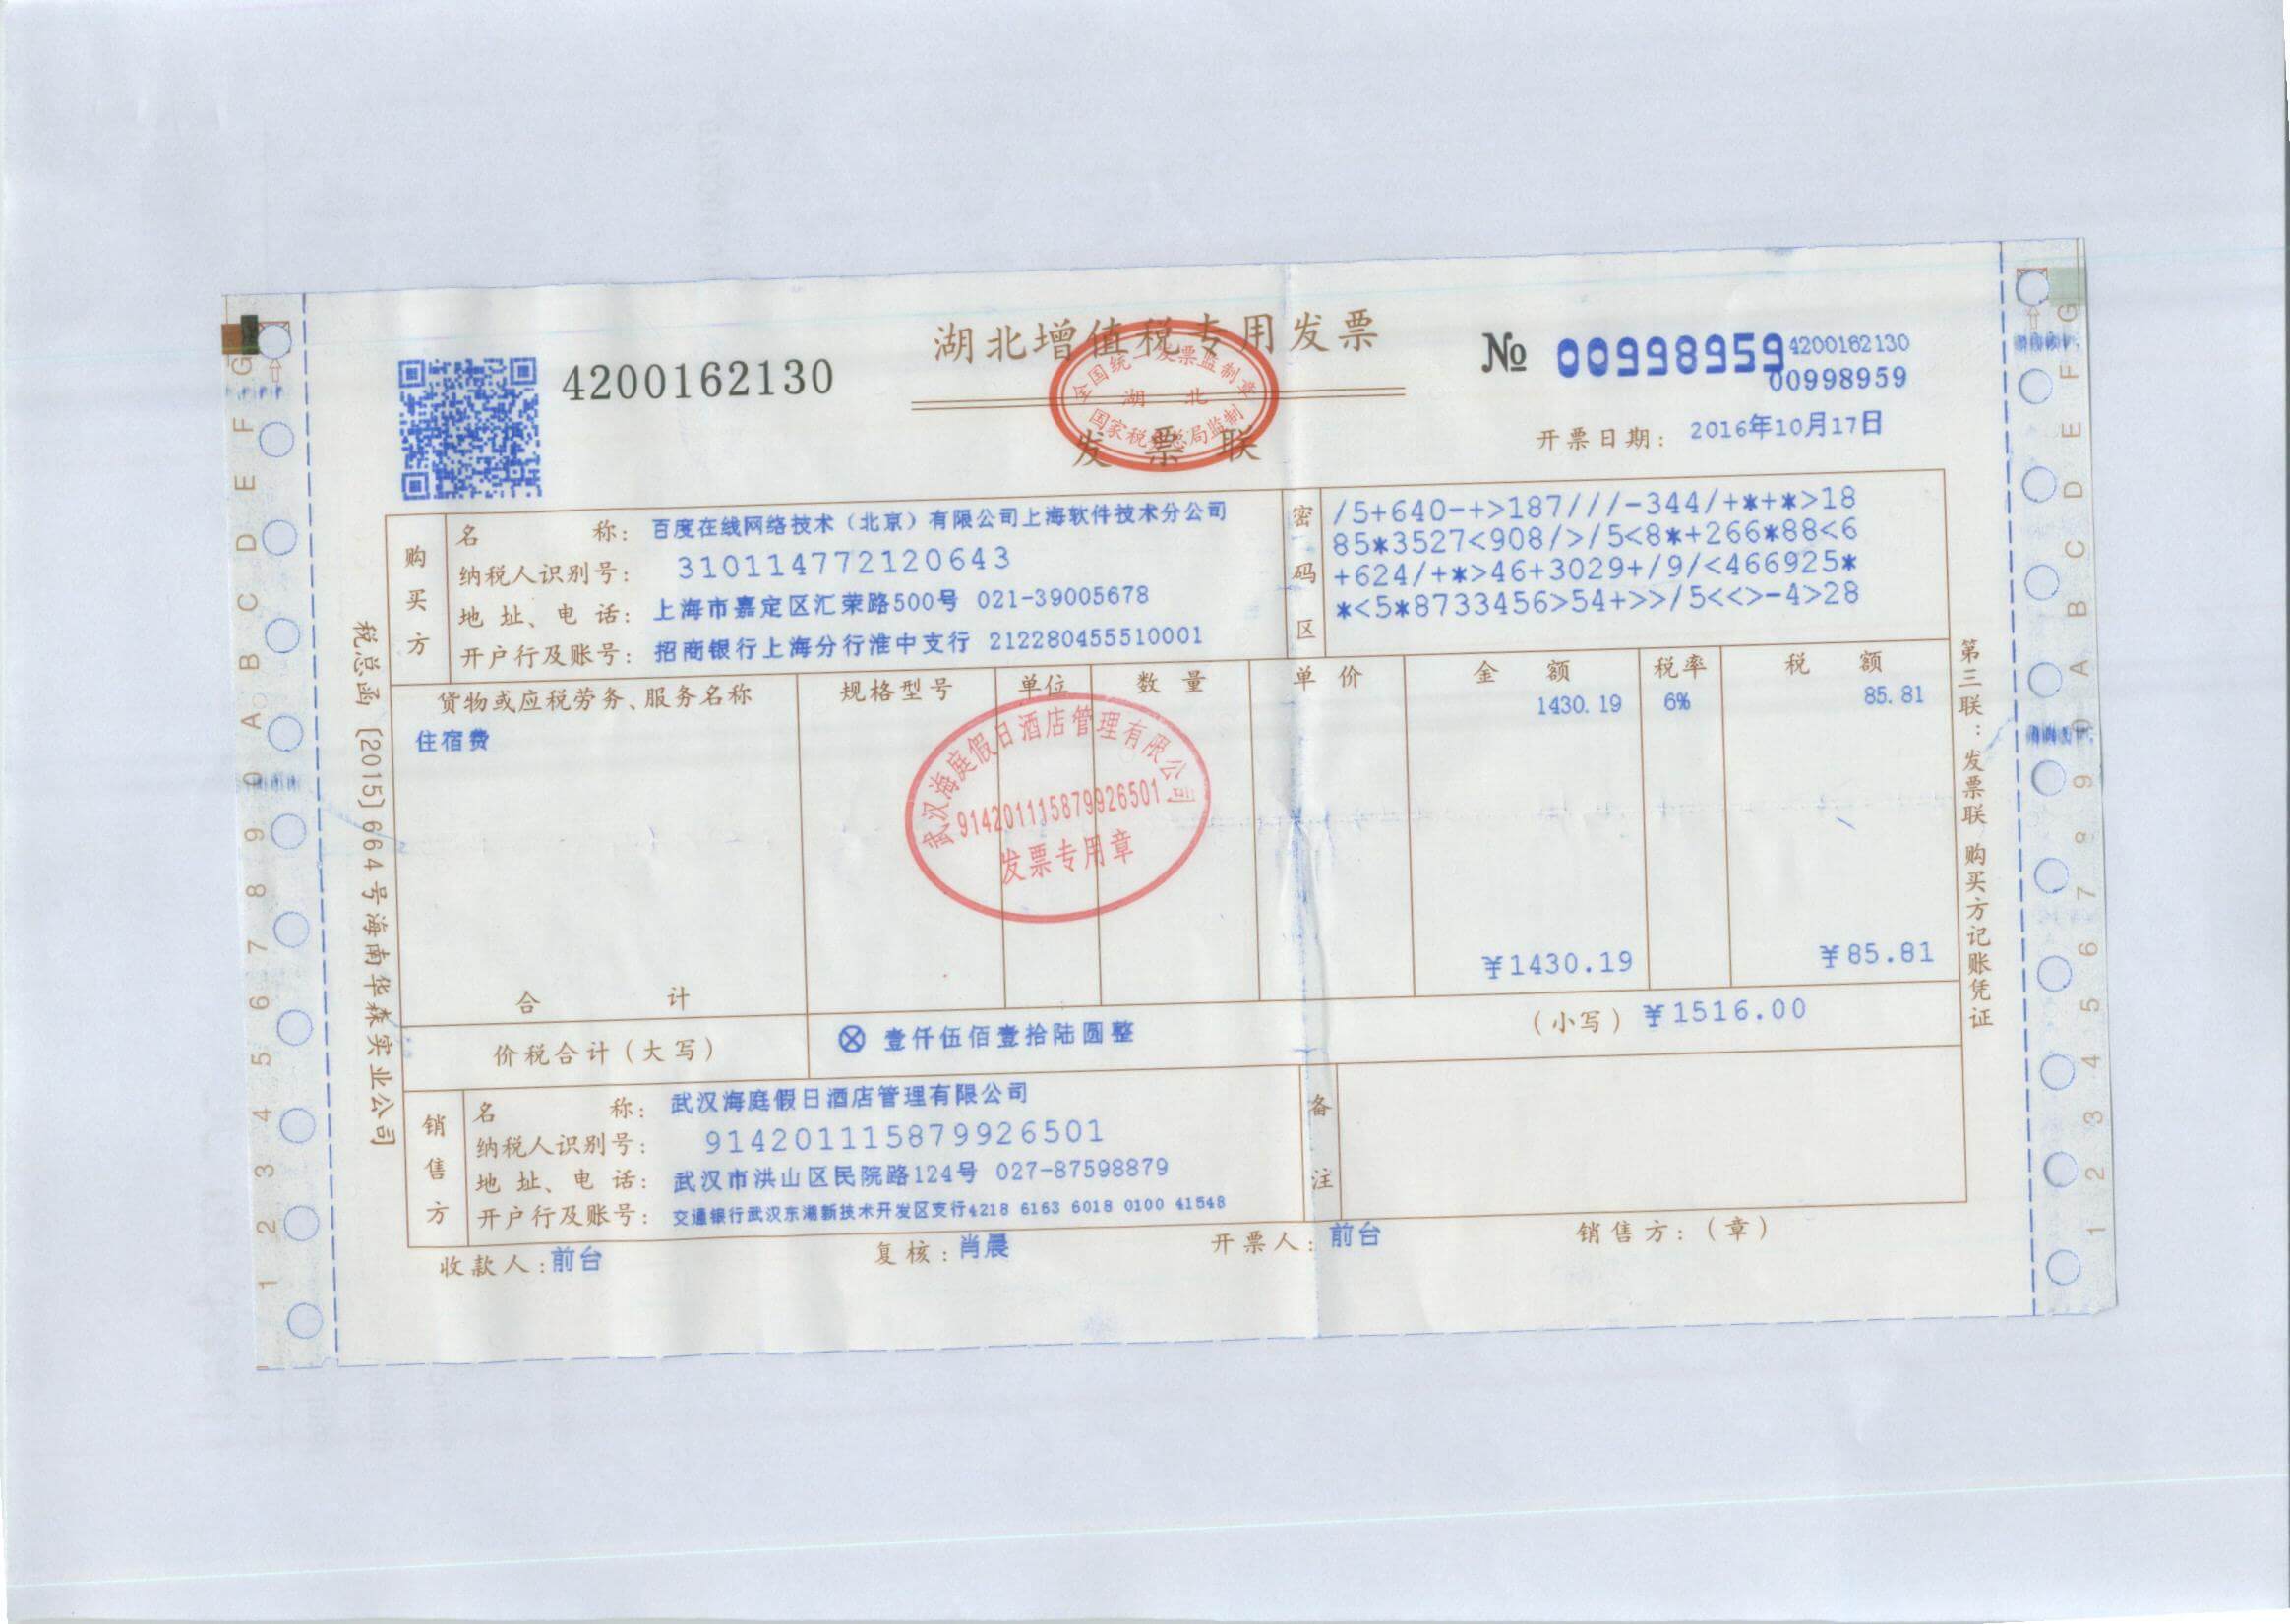 湖北增值税专用发票
发票联
4200162130
№ 00998959
4200162130
00998959
开票日期: 2016年10月17日
全国统一发票监制章
湖北
国家税务总局监制
购买方
名称: 百度在线网络技术（北京）有限公司上海软件技术分公司
纳税人识别号: 310114772120643
地址、电话: 上海市嘉定区汇荣路500号 021-39005678
开户行及账号: 招商银行上海分行淮中支行 212280455510001
密码区
/5+640-+>187///-344/+*+*>18
85*3527<908/>/5<8*+266*88<6
+624/+*>46+3029+/9/<466925*
*<5*8733456>54+>>/5<<>-4>28
货物或应税劳务、服务名称 规格型号 单位 数量 单价 金额 税率 税额
住宿费 1430.19 6% 85.81
武汉海庭假日酒店管理有限公司
914201115879926501
发票专用章
合计 ¥1430.19 ¥85.81
价税合计(大写) ⊗ 壹仟伍佰壹拾陆圆整 (小写) ¥1516.00
销售方
名称: 武汉海庭假日酒店管理有限公司
纳税人识别号: 914201115879926501
地址、电话: 武汉市洪山区民院路124号 027-87598879
开户行及账号: 交通银行武汉东湖新技术开发区支行4218 6163 6018 0100 41548
备注
收款人: 前台 复核: 肖晨 开票人: 前台 销售方: (章)
税总函〔2015〕664号海南华森实业公司
第三联: 发票联 购买方记账凭证
G F E D C B A 0 9 8 7 6 5 4 3 2 1
G F E D C B A 0 9 8 7 6 5 4 3 2 1